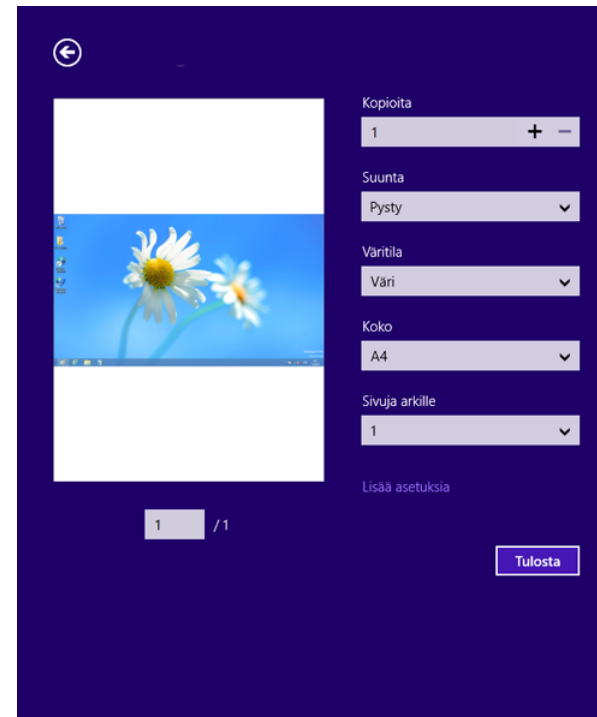 Kopioita
1
Suunta
Pysty
Väritila
Väri
Koko
A4
Sivuja arkille
1
Lisää asetuksia
1 / 1
Tulosta